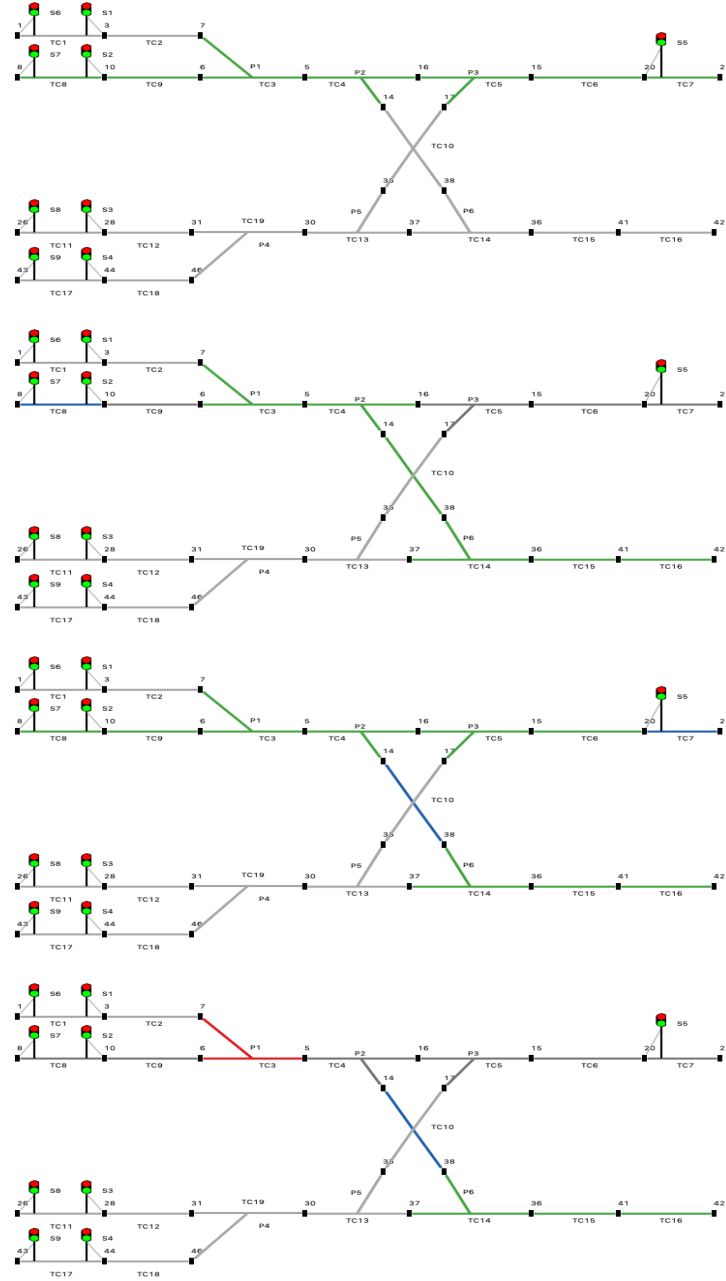 S6 S1
1 3 7
TC1 TC2 S5
S7 S2 P1
8 10 6 5 P2 16 P3 15 20 2
TC8 TC9 TC3 TC4 TC6 TC7
14 17
TC10
38
S8 S3 P5 P6
26 28 31 TC19 30 37 36 41 42
TC11 TC12 P4 TC13 TC14 TC15 TC16
S9 S4
43 44 46
TC17 TC18
S6 S1
1 3 7
TC1 TC2 S5
S7 S2 P1
8 10 6 5 P2 16 P3 15 20 2
TC8 TC9 TC3 TC4 TC5 TC6 TC7
14 17
TC10
38
S8 S3 P5 P6
26 28 31 TC19 30 37 36 41 42
TC11 TC12 P4 TC13 TC14 TC15 TC16
S9 S4
43 44 46
TC17 TC18
S6 S1
1 3 7
TC1 TC2 S5
S7 S2 P1
8 10 6 5 P2 16 P3 15 20 2
TC8 TC9 TC3 TC4 TC5 TC6 TC7
14 17
TC10
38
S8 S3 P5 P6
26 28 31 TC19 30 37 36 41 42
TC11 TC12 P4 TC13 TC14 TC15 TC16
S9 S4
43 44 46
TC17 TC18
S6 S1
1 3 7
TC1 TC2 S5
S7 S2 P1
8 10 6 5 P2 16 P3 15 20 2
TC8 TC9 TC3 TC4 TC5 TC6 TC7
14 17
TC10
38
S8 S3 P5 P6
26 28 31 TC19 30 37 36 41 42
TC11 TC12 P4 TC13 TC14 TC15 TC16
S9 S4
43 44 46
TC17 TC18